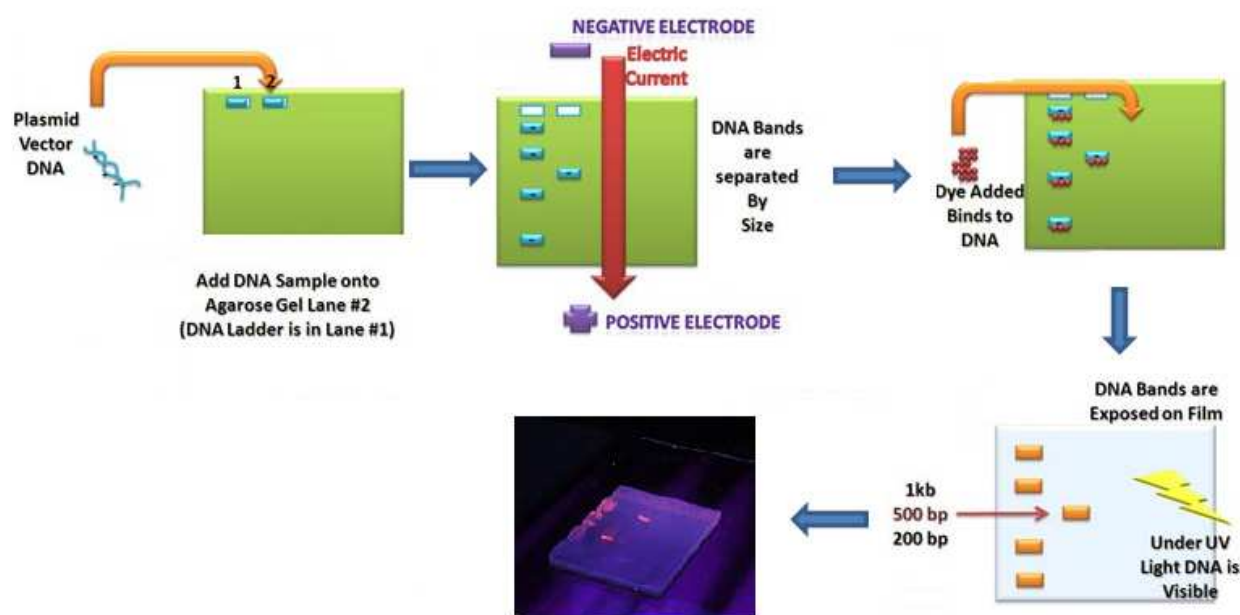 Plasmid
Vector
DNA
1 2
Add DNA Sample onto
Agarose Gel Lane #2
(DNA Ladder is in Lane #1)
NEGATIVE ELECTRODE
Electric
Current
DNA Bands
are
separated
By
Size
POSITIVE ELECTRODE
Dye Added
Binds to
DNA
DNA Bands are
Exposed on Film
1kb
500 bp
200 bp
Under UV
Light DNA is
Visible